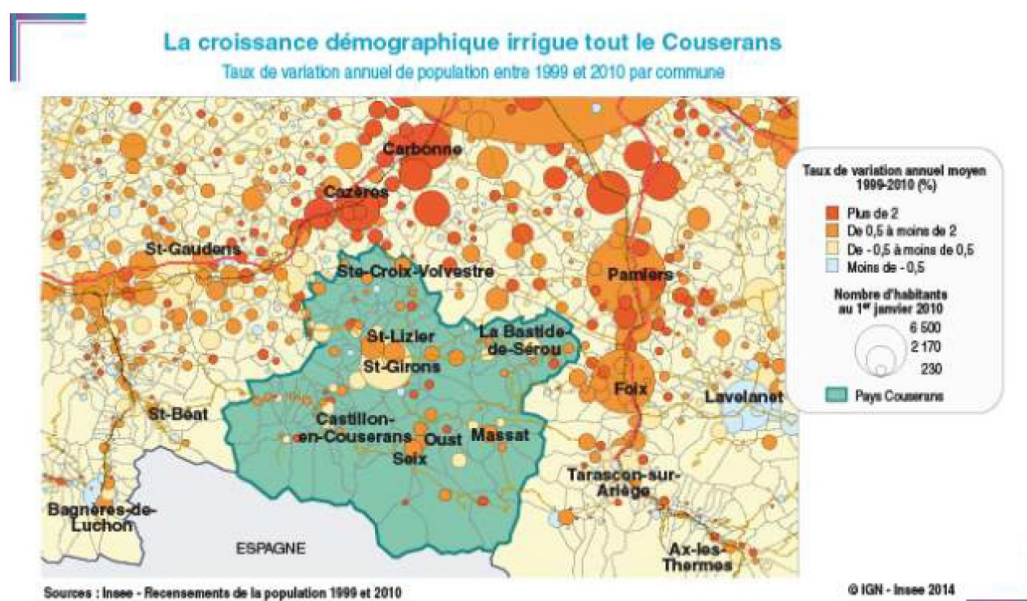 La croissance démographique irrigue tout le Couserans
Taux de variation annuel de population entre 1999 et 2010 par commune
Carbonne
Cazères
St-Gaudens
Ste-Croix-Volvestre
Pamiers
St-Lizier
La Bastide-
de-Sérou
St-Girons
Foix
Lavelanet
St-Béat
Castillon-
en-Couserans
Oust
Massat
Seix
Tarascon-sur-
Ariège
Bagnères-de-
Luchon
ESPAGNE
Ax-les-
Thermes
Taux de variation annuel moyen
1999-2010 (%)
Plus de 2
De 0,5 à moins de 2
De - 0,5 à moins de 0,5
Moins de - 0,5
Nombre d'habitants
au 1er janvier 2010
6 500
2 170
230
Pays Couserans
Sources : Insee - Recensements de la population 1999 et 2010
© IGN - Insee 2014